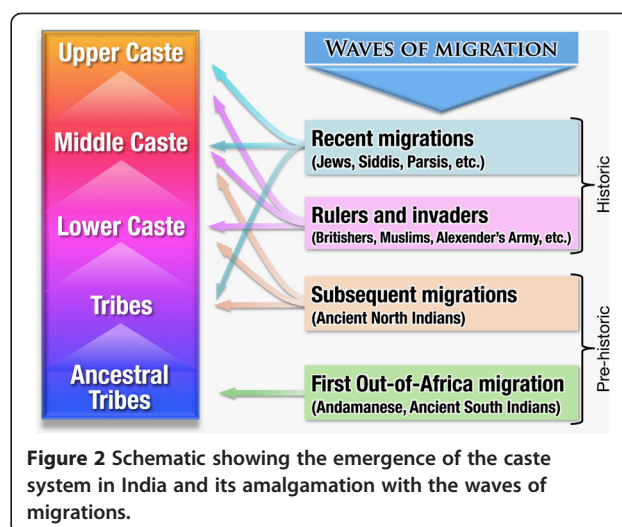 Upper Caste
Middle Caste
Lower Caste
Tribes
Ancestral
Tribes
WAVES OF MIGRATION
Recent migrations
(Jews, Siddis, Parsis, etc.)
Rulers and invaders
(Britishers, Muslims, Alexender's Army, etc.)
Subsequent migrations
(Ancient North Indians)
First Out-of-Africa migration
(Andamanese, Ancient South Indians)
Historic
Pre-historic
Figure 2 Schematic showing the emergence of the caste
system in India and its amalgamation with the waves of
migrations.